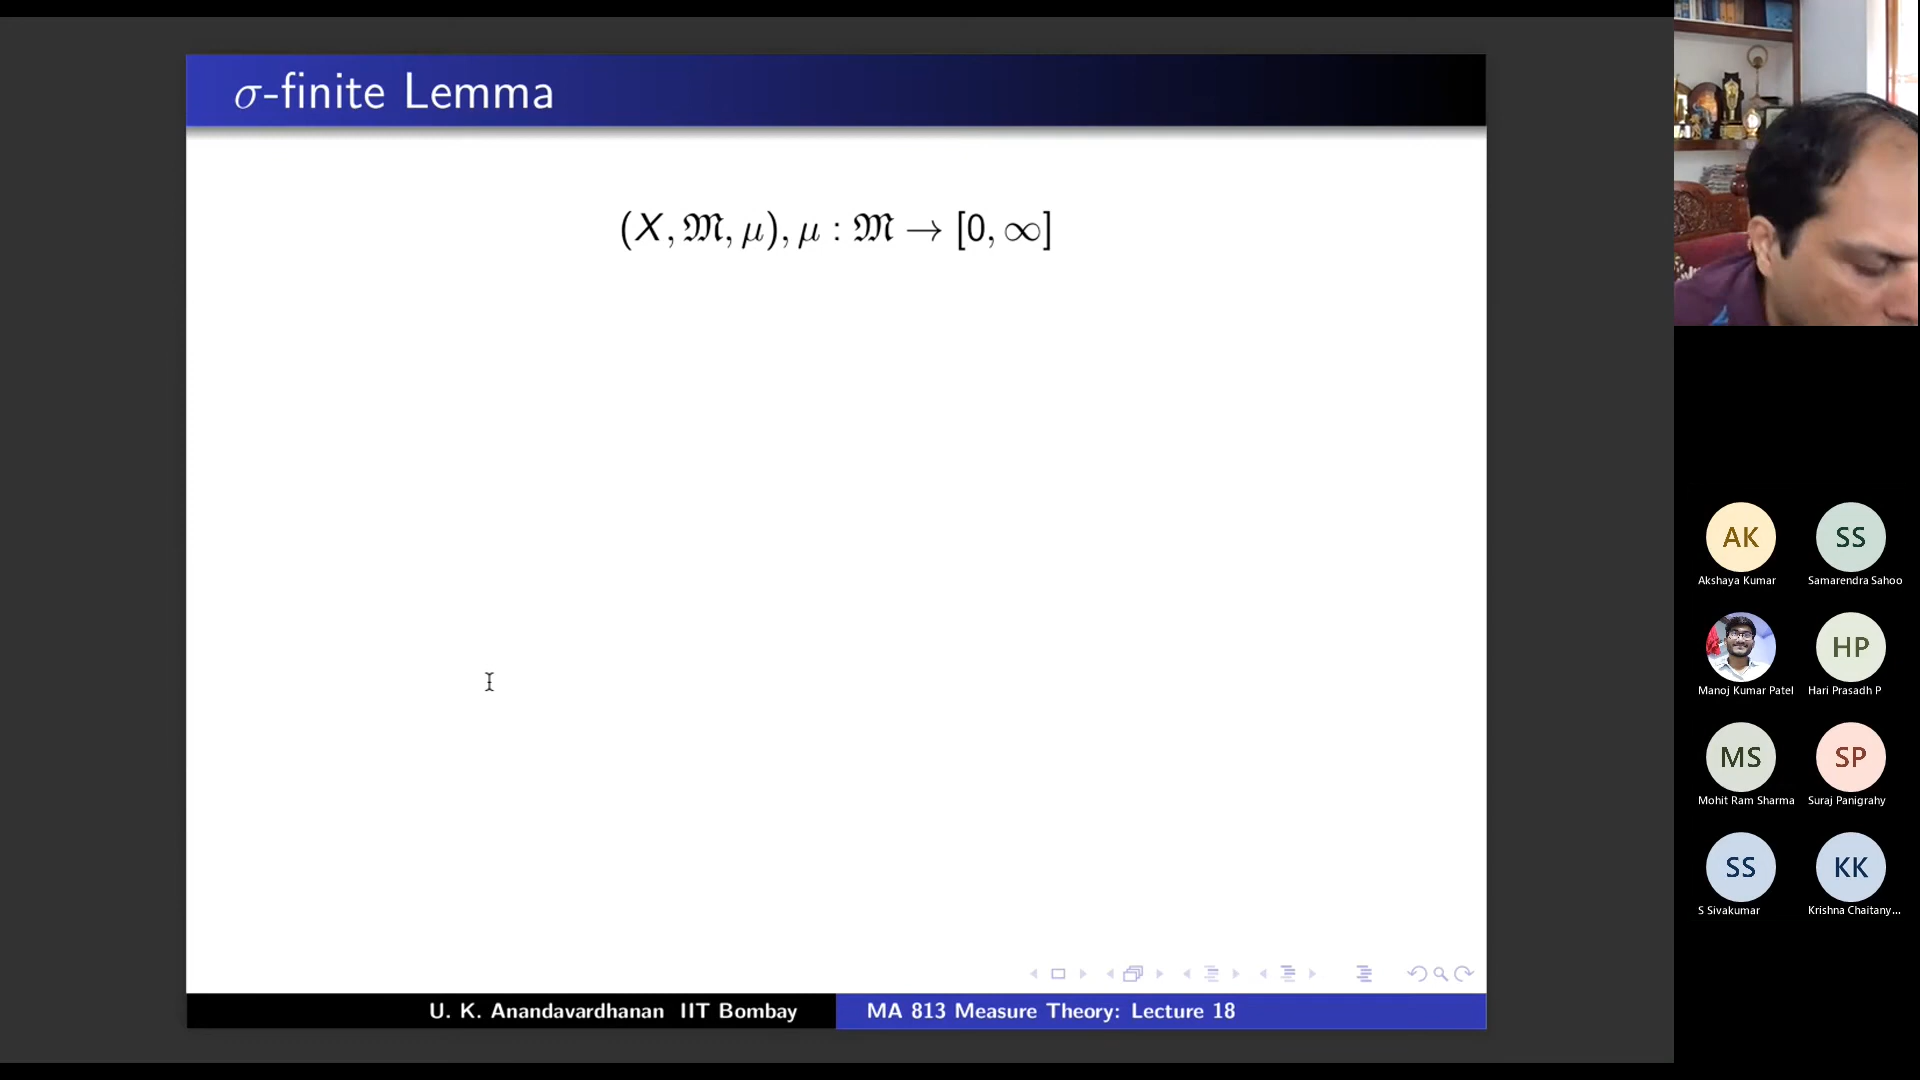 σ-finite Lemma
(X, 𝔐, μ), μ : 𝔐 → [0, ∞]
U. K. Anandavardhanan IIT Bombay
MA 813 Measure Theory: Lecture 18
AK
SS
Akshaya Kumar
Samarendra Sahoo
HP
Manoj Kumar Patel
Hari Prasadh P
MS
SP
Mohit Ram Sharma
Suraj Panigrahy
SS
KK
S Sivakumar
Krishna Chaitany...